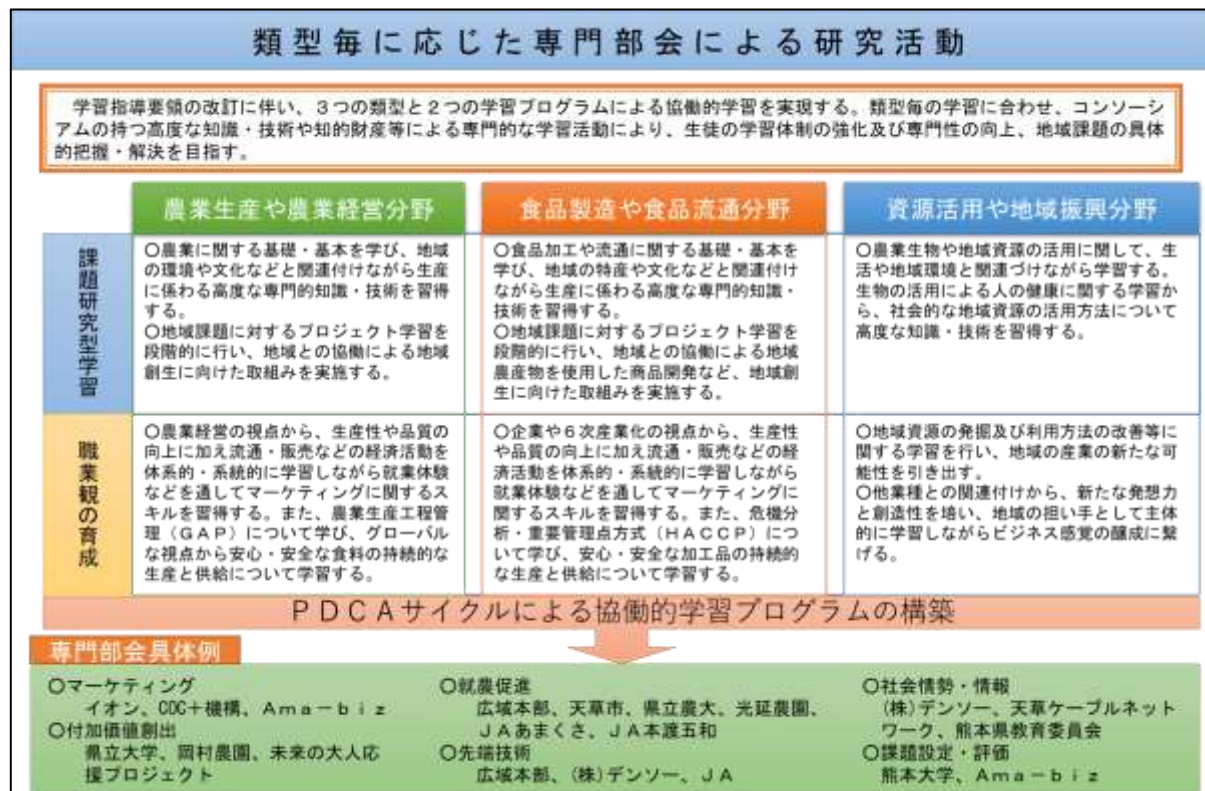 類型毎に応じた専門部会による研究活動
学習指導要領の改訂に伴い、３つの類型と２つの学習プログラムによる協働的学習を実現する。類型毎の学習に合わせ、コンソーシ
アムの持つ高度な知識・技術や知的財産等による専門的な学習活動により、生徒の学習体制の強化及び専門性の向上、地域課題の具体
的把握・解決を目指す。
農業生産や農業経営分野
食品製造や食品流通分野
資源活用や地域振興分野
課題研究型学習
〇農業に関する基礎・基本を学び、地域
の環境や文化などと関連付けながら生産
に係わる高度な専門的知識・技術を習得
する。
〇地域課題に対するプロジェクト学習を
段階的に行い、地域との協働による地域
創生に向けた取組みを実施する。
〇食品加工や流通に関する基礎・基本を
学び、地域の特産や文化などと関連付け
ながら生産に係わる高度な専門的知識・
技術を習得する。
〇地域課題に対するプロジェクト学習を
段階的に行い、地域との協働による地域
農産物を使用した商品開発など、地域創
生に向けた取組みを実施する。
〇農業生物や地域資源の活用に関して、生
活や地域環境と関連づけながら学習する。
生物の活用による人の健康に関する学習か
ら、社会的な地域資源の活用方法について
高度な知識・技術を習得する。
職業観の育成
〇農業経営の視点から、生産性や品質の
向上に加え流通・販売などの経済活動を
体系的・系統的に学習しながら就業体験
などを通してマーケティングに関するス
キルを習得する。また、農業生産工程管
理（ＧＡＰ）について学び、グローバル
な視点から安心・安全な食料の持続的な
生産と供給について学習する。
〇企業や６次産業化の視点から、生産性
や品質の向上に加え流通・販売などの経
済活動を体系的・系統的に学習しながら
就業体験などを通してマーケティングに
関するスキルを習得する。また、危機分
析・重要管理点方式（ＨＡＣＣＰ）につ
いて学び、安心・安全な加工品の持続的
な生産と供給について学習する。
〇地域資源の発掘及び利用方法の改善等に
関する学習を行い、地域の産業の新たな可
能性を引き出す。
〇他業種との関連付けから、新たな発想力
と創造性を培い、地域の担い手として主体
的に学習しながらビジネス感覚の醸成に繋
げる。
ＰＤＣＡサイクルによる協働的学習プログラムの構築
専門部会具体例
〇マーケティング
イオン、COC+機構、Ａｍａ－ｂｉｚ
〇付加価値創出
県立大学、岡村農園、未来の大人応
援プロジェクト
〇就農促進
広域本部、天草市、県立農大、光延農園、
ＪＡあまくさ、ＪＡ本渡五和
〇先端技術
広域本部、(株)デンソー、ＪＡ
〇社会情勢・情報
(株)デンソー、天草ケーブルネット
ワーク、熊本県教育委員会
〇課題設定・評価
熊本大学、Ａｍａ－ｂｉｚ